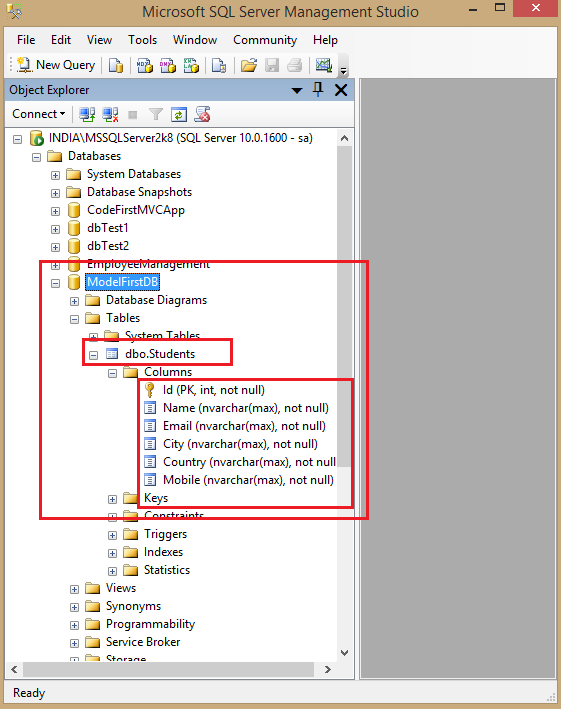 Microsoft SQL Server Management Studio
File Edit View Tools Window Community Help
New Query
Object Explorer
Connect
INDIA\MSSQLServer2k8 (SQL Server 10.0.1600 - sa)
Databases
System Databases
Database Snapshots
CodeFirstMVCApp
dbTest1
dbTest2
EmployeeManagement
ModelFirstDB
Database Diagrams
Tables
System Tables
dbo.Students
Columns
Id (PK, int, not null)
Name (nvarchar(max), not null)
Email (nvarchar(max), not null)
City (nvarchar(max), not null)
Country (nvarchar(max), not null
Mobile (nvarchar(max), not null)
Keys
Constraints
Triggers
Indexes
Statistics
Views
Synonyms
Programmability
Service Broker
Storage
Ready